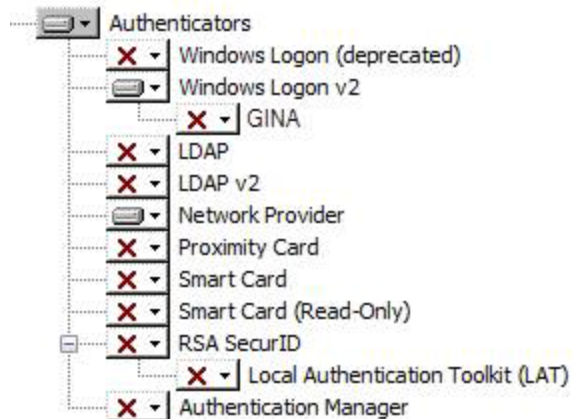 Authenticators
Windows Logon (deprecated)
Windows Logon v2
GINA
LDAP
LDAP v2
Network Provider
Proximity Card
Smart Card
Smart Card (Read-Only)
RSA SecurID
Local Authentication Toolkit (LAT)
Authentication Manager